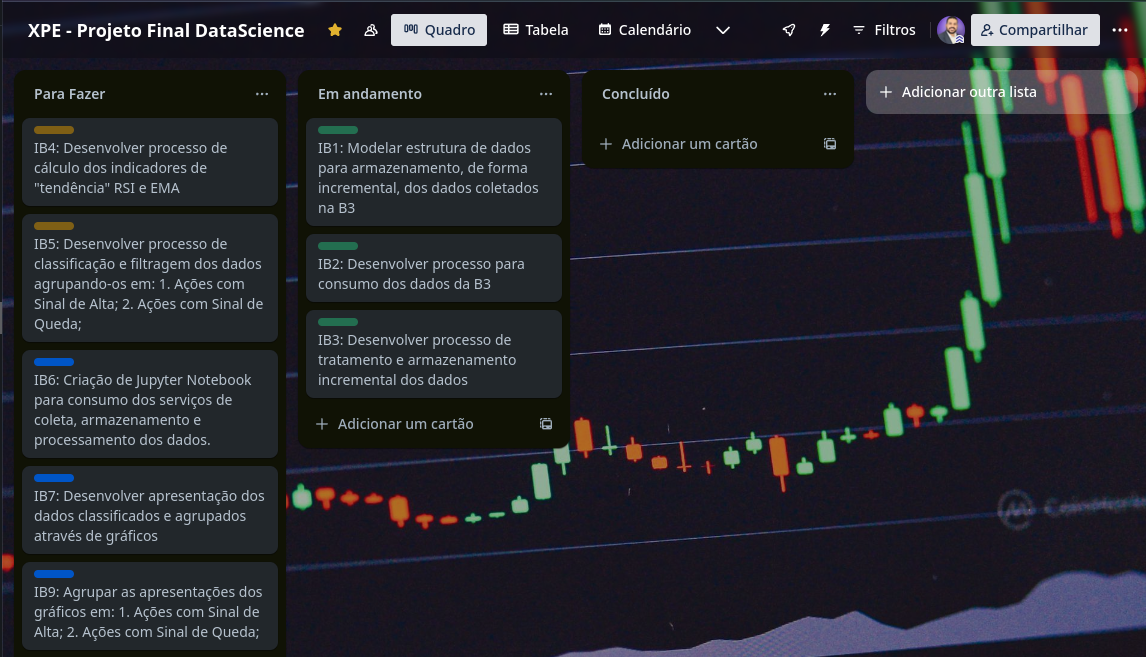 XPE - Projeto Final DataScience
Quadro
Tabela
Calendário
Filtros
Compartilhar
Para Fazer
IB4: Desenvolver processo de
cálculo dos indicadores de
"tendência" RSI e EMA
IB5: Desenvolver processo de
classificação e filtragem dos dados
agrupando-os em: 1. Ações com
Sinal de Alta; 2. Ações com Sinal de
Queda;
IB6: Criação de Jupyter Notebook
para consumo dos serviços de
coleta, armazenamento e
processamento dos dados.
IB7: Desenvolver apresentação dos
dados classificados e agrupados
através de gráficos
IB9: Agrupar as apresentações dos
gráficos em: 1. Ações com Sinal de
Alta; 2. Ações com Sinal de Queda;
Em andamento
IB1: Modelar estrutura de dados
para armazenamento, de forma
incremental, dos dados coletados
na B3
IB2: Desenvolver processo para
consumo dos dados da B3
IB3: Desenvolver processo de
tratamento e armazenamento
incremental dos dados
+ Adicionar um cartão
Concluído
+ Adicionar um cartão
+ Adicionar outra lista